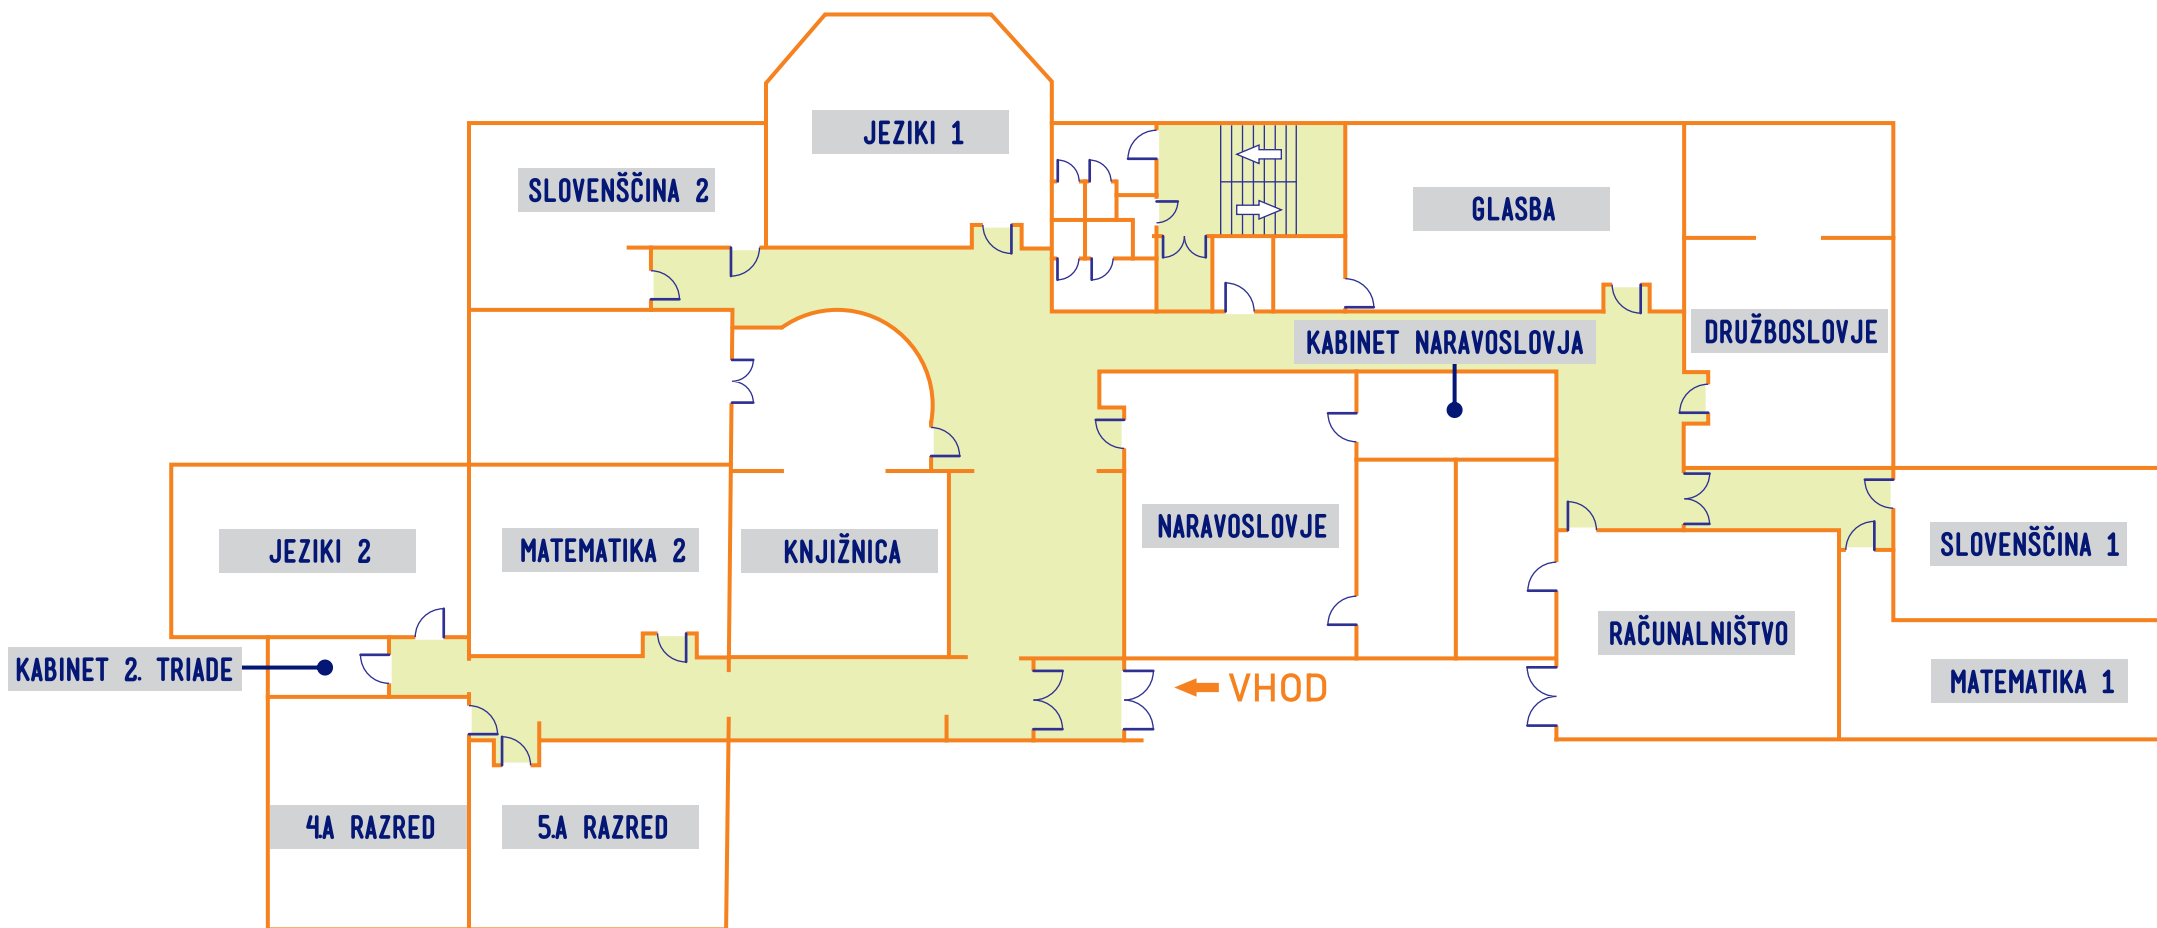 JEZIKI 1
SLOVENŠČINA 2
GLASBA
DRUŽBOSLOVJE
KABINET NARAVOSLOVJA
NARAVOSLOVJE
JEZIKI 2
MATEMATIKA 2
KNJIŽNICA
SLOVENŠČINA 1
RAČUNALNIŠTVO
KABINET 2. TRIADE
VHOD
MATEMATIKA 1
4.A RAZRED
5.A RAZRED